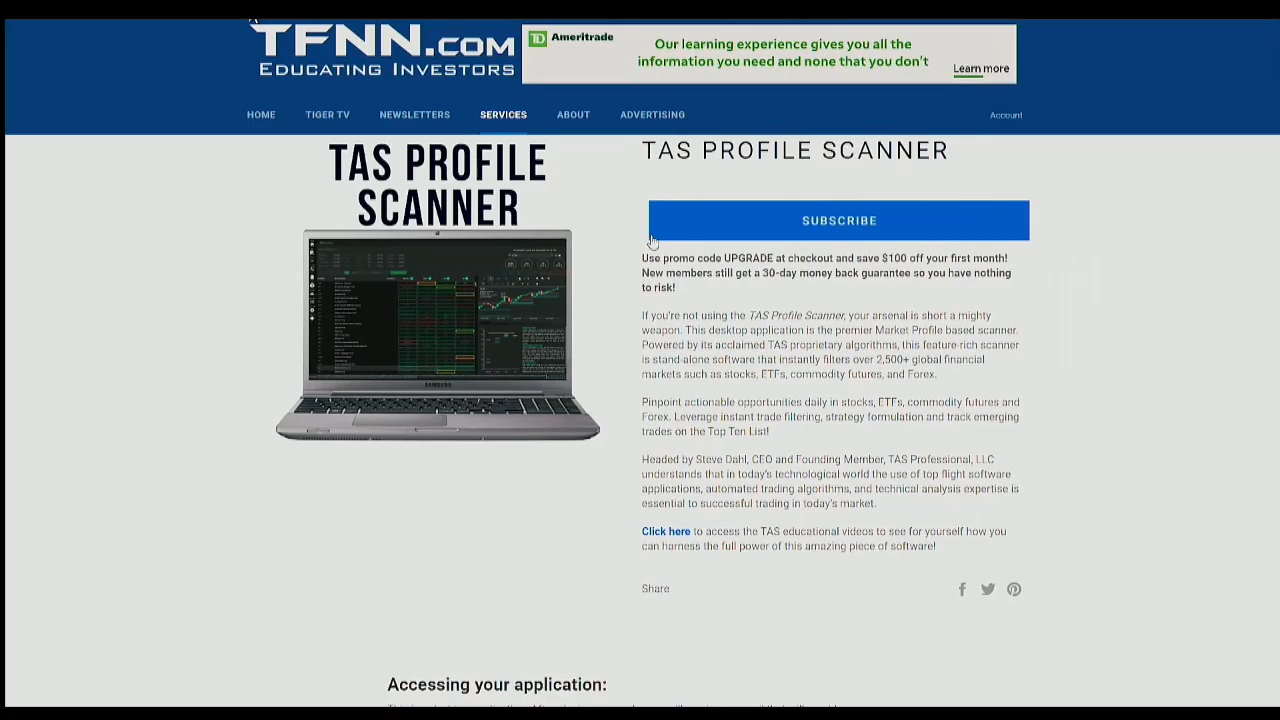 TFNN.COM
EDUCATING INVESTORS
TD Ameritrade
Our learning experience gives you all the
information you need and none that you don't
Learn more
HOME TIGER TV NEWSLETTERS SERVICES ABOUT ADVERTISING
Account
TAS PROFILE
SCANNER
SAMSUNG
TAS PROFILE SCANNER
SUBSCRIBE
Use promo code UPGRADE at checkout and save $100 off your first month!
New members still get a 30-day money back guarantee so you have nothing
to risk!
If you're not using the TAS Profile Scanner, your arsenal is short a mighty
weapon. This desktop application is the premier Market Profile based scanner.
Powered by its acclaimed TAS proprietary algorithms, this feature-rich scanner
is stand-alone software that instantly filters over 2,500+ global financial
markets such as stocks, ETFs, commodity futures, and Forex.
Pinpoint actionable opportunities daily in stocks, ETFs, commodity futures and
Forex. Leverage instant trade filtering, strategy formulation and track emerging
trades on the Top Ten List!
Headed by Steve Dahl, CEO and Founding Member, TAS Professional, LLC
understands that in today's technological world the use of top flight software
applications, automated trading algorithms, and technical analysis expertise is
essential to successful trading in today's market.
Click here to access the TAS educational videos to see for yourself how you
can harness the full power of this amazing piece of software!
Share
Accessing your application: